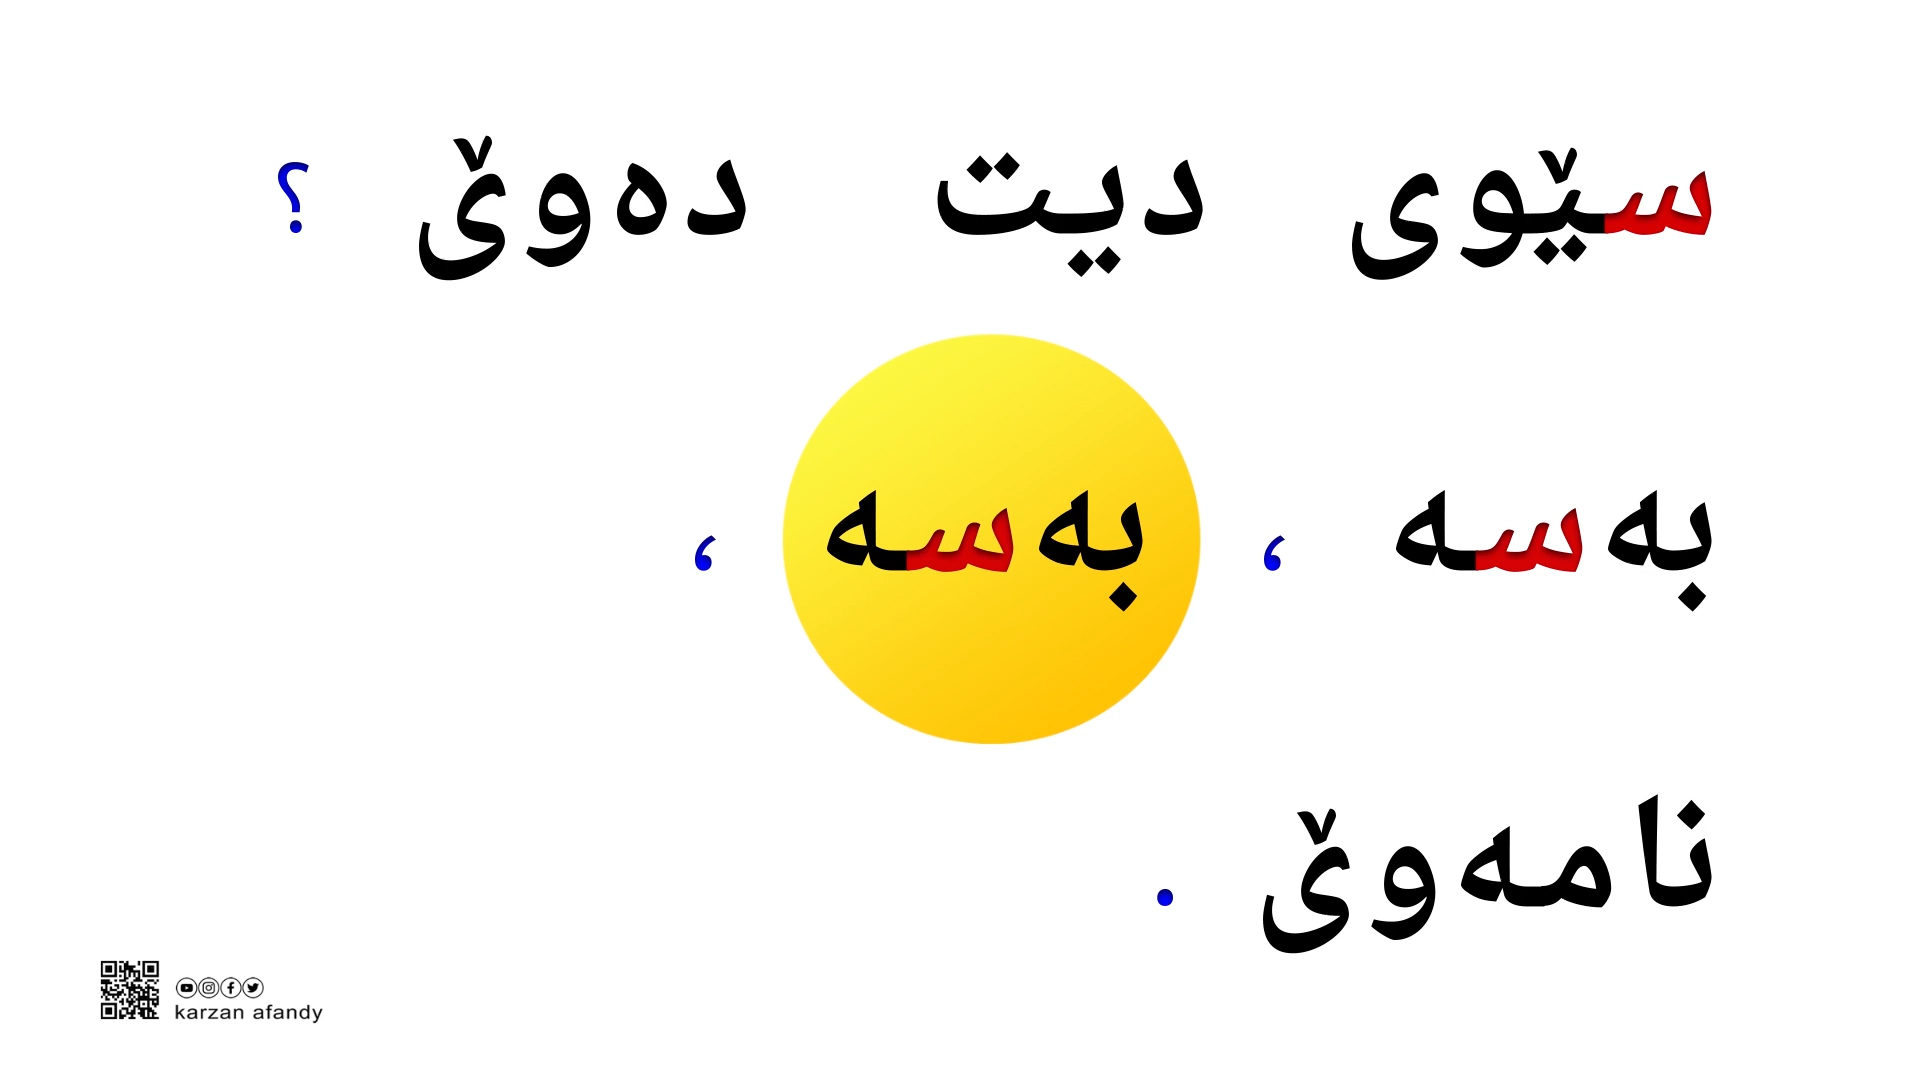 سێوی دیت دەوێ ؟
بەسە ، بەسە ،
نامەوێ .
karzan afandy